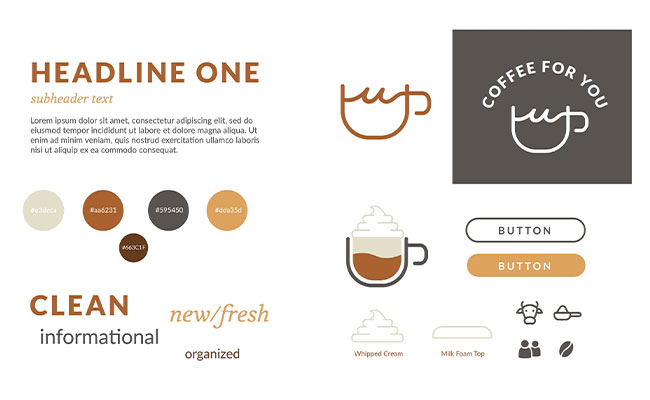 HEADLINE ONE
subheader text
Lorem ipsum dolor sit amet, consectetur adipiscing elit, sed do
eiusmod tempor incididunt ut labore et dolore magna aliqua. Ut
enim ad minim veniam, quis nostrud exercitation ullamco laboris
nisi ut aliquip ex ea commodo consequat.
#e3deca
#aa6231
#595450
#dda35d
#663C1F
CLEAN
new/fresh
informational
organized
up
COFFEE FOR YOU
up
BUTTON
BUTTON
Whipped Cream
Milk Foam Top